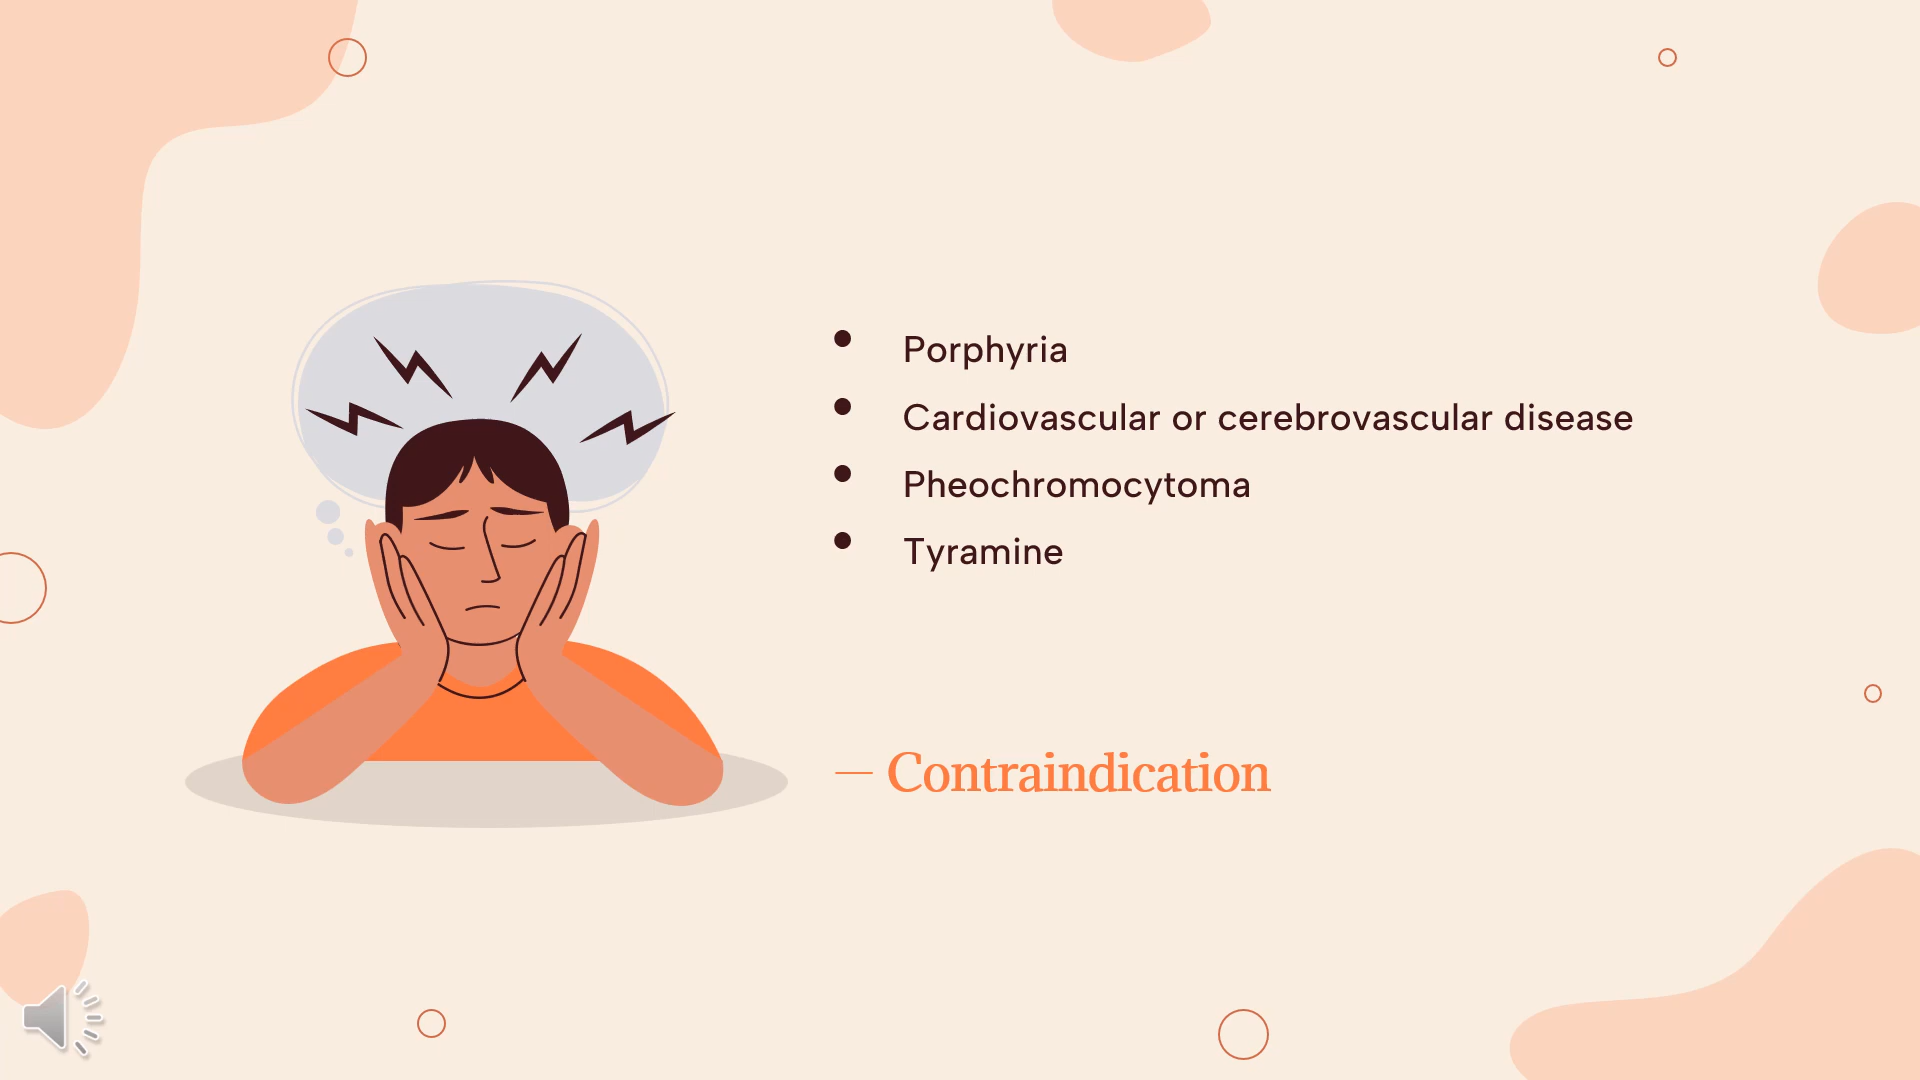 • Porphyria
• Cardiovascular or cerebrovascular disease
• Pheochromocytoma
• Tyramine
— Contraindication